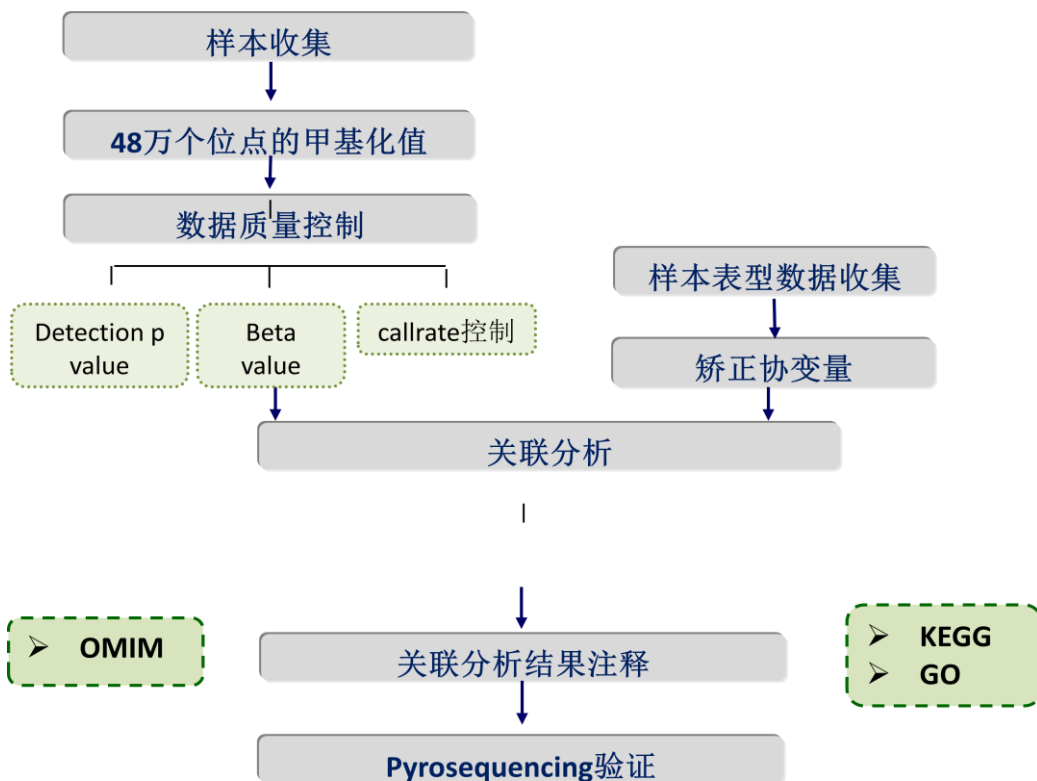 样本收集
48万个位点的甲基化值
数据质量控制
样本表型数据收集
Detection p
value
Beta
value
callrate控制
矫正协变量
关联分析
OMIM
关联分析结果注释
KEGG
GO
Pyrosequencing验证